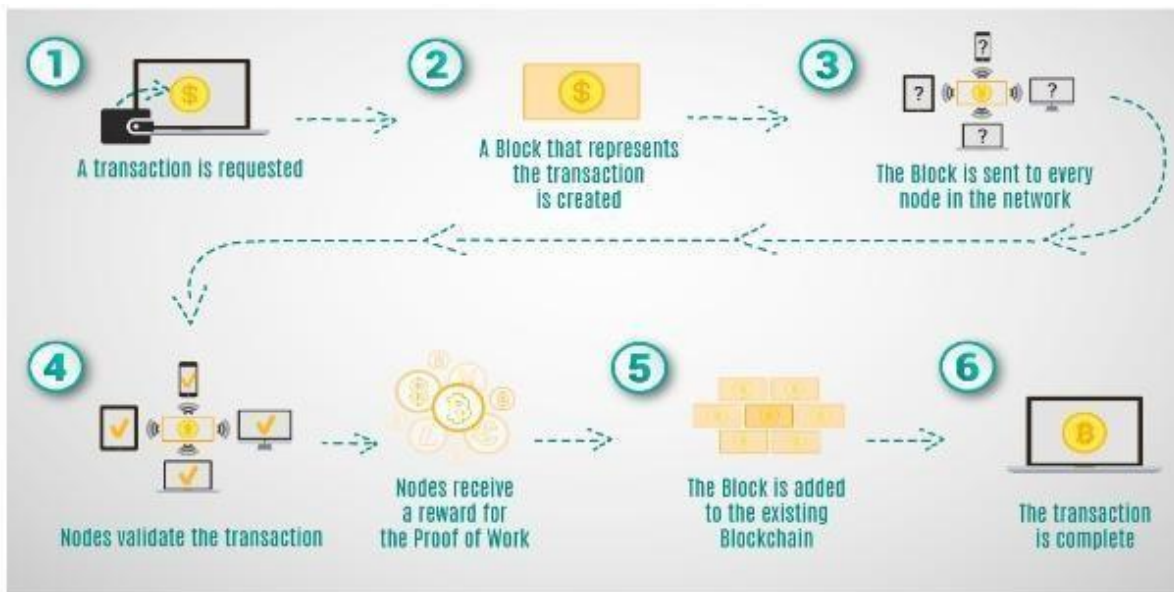 1
A transaction is requested
2
A Block that represents
the transaction
is created
3
The Block is sent to every
node in the network
4
Nodes validate the transaction
Nodes receive
a reward for
the Proof of Work
5
The Block is added
to the existing
Blockchain
6
The transaction
is complete